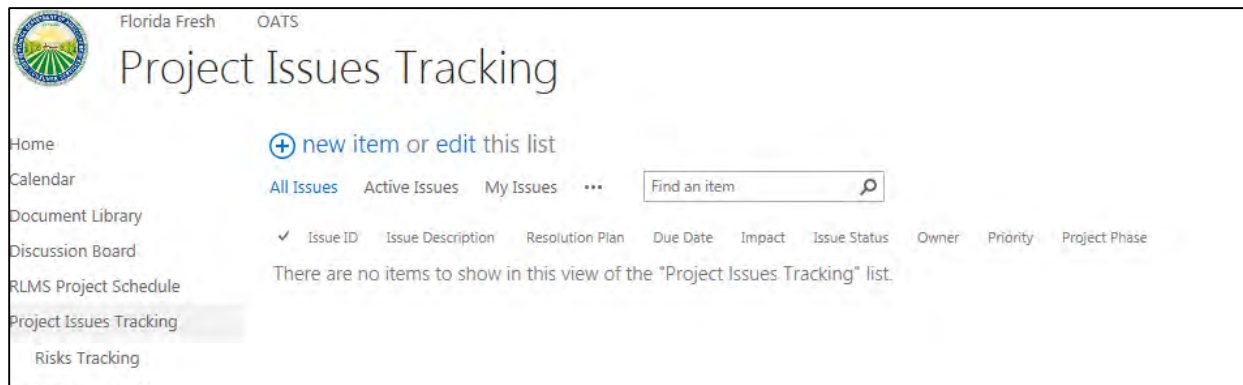 Florida Fresh OATS
Project Issues Tracking
Home
Calendar
Document Library
Discussion Board
RLMS Project Schedule
Project Issues Tracking
Risks Tracking
new item or edit this list
All Issues Active Issues My Issues ••• Find an item
✓ Issue ID Issue Description Resolution Plan Due Date Impact Issue Status Owner Priority Project Phase
There are no items to show in this view of the "Project Issues Tracking" list.